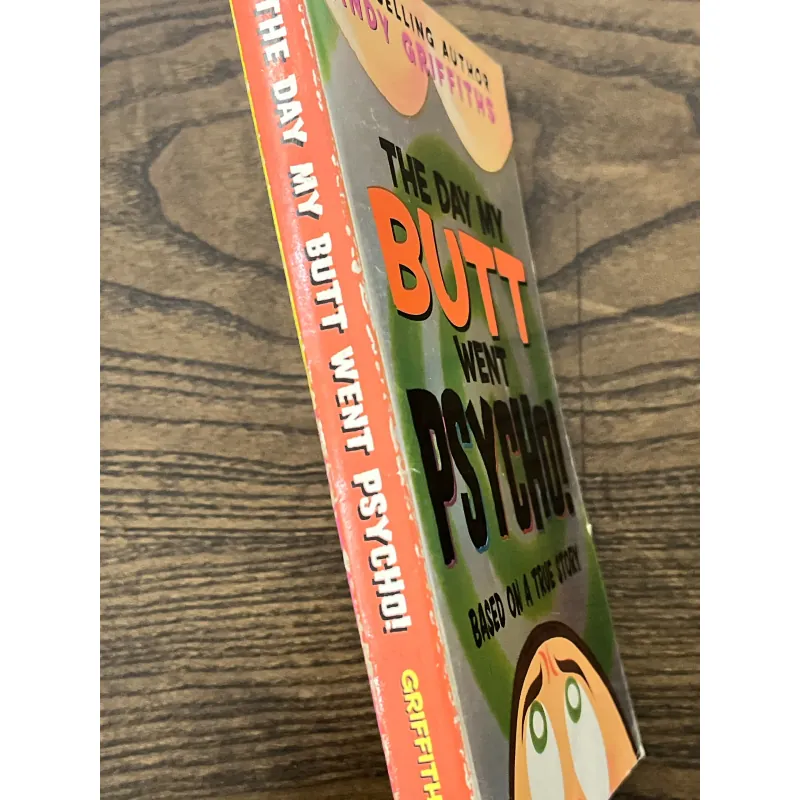 THE DAY MY BUTT WENT PSYCHO!
GRIFFITH
SELLING AUTHOR
NDY GRIFFITHS
THE DAY MY
BUTT
WENT
PSYCHO!
BASED ON A TRUE STORY